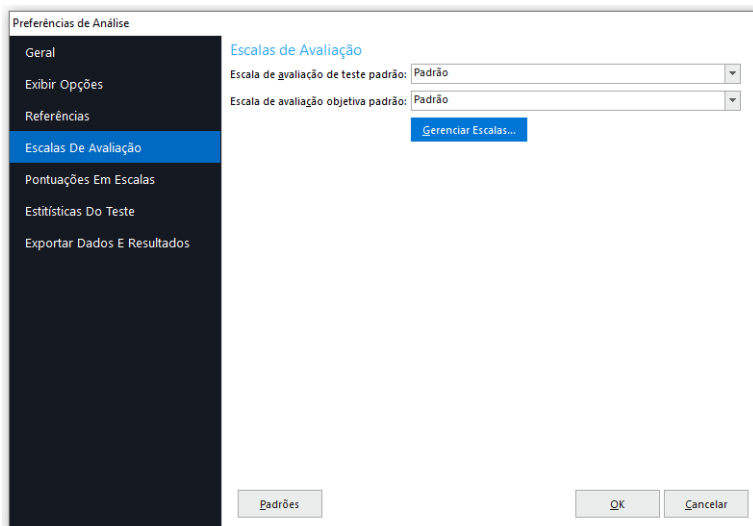 Preferências de Análise
Geral
Exibir Opções
Referências
Escalas De Avaliação
Pontuações Em Escalas
Estitísticas Do Teste
Exportar Dados E Resultados
Escalas de Avaliação
Escala de avaliação de teste padrão: Padrão
Escala de avaliação objetiva padrão: Padrão
Gerenciar Escalas...
Padrões
OK
Cancelar